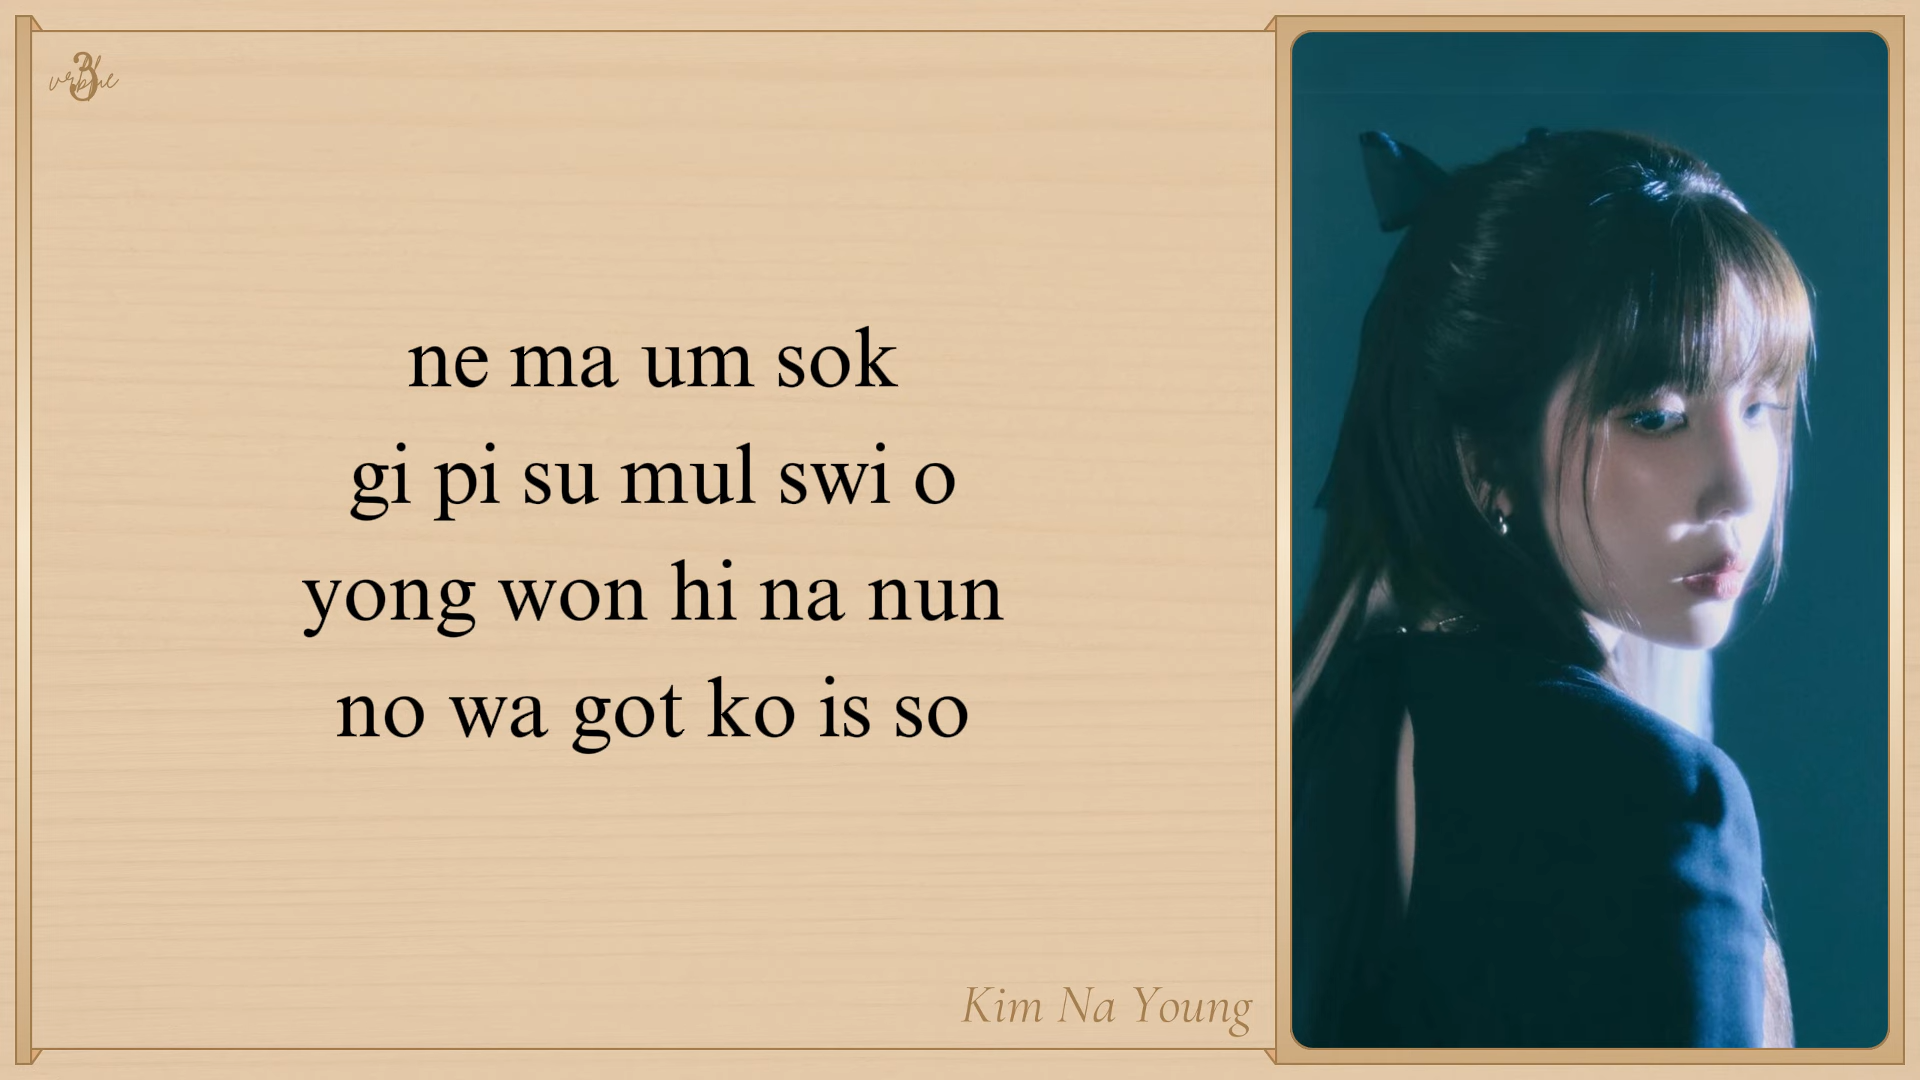 ne ma um sok
gi pi su mul swi o
yong won hi na nun
no wa got ko is so
Kim Na Young